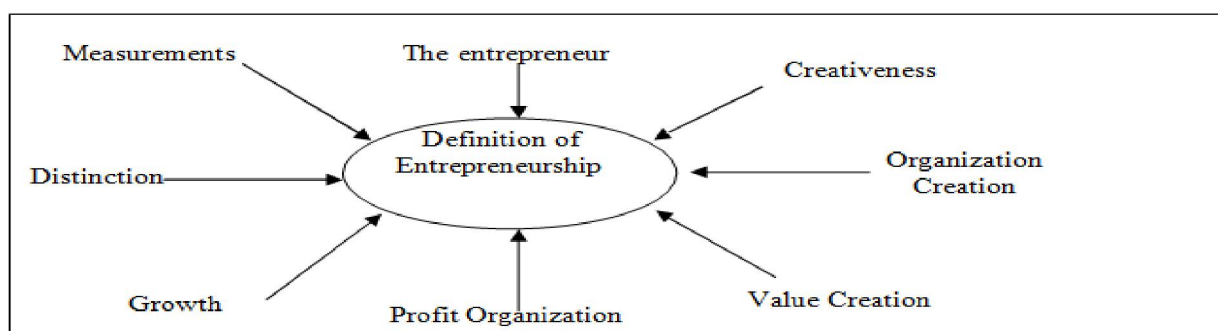 Measurements
The entrepreneur
Creativeness
Definition of
Entrepreneurship
Distinction
Organization
Creation
Growth
Profit Organization
Value Creation